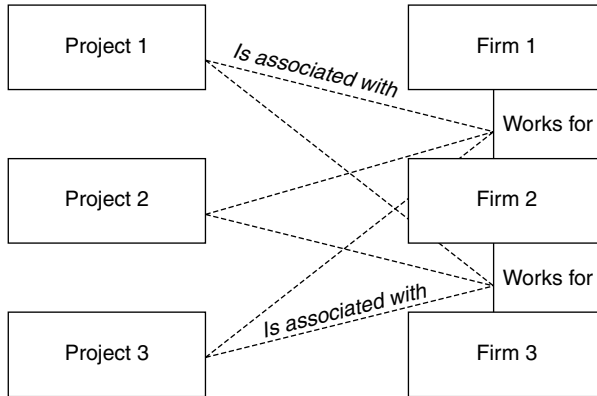 Project 1
Is associated with
Firm 1
Works for
Project 2
Firm 2
Works for
Is associated with
Project 3
Firm 3